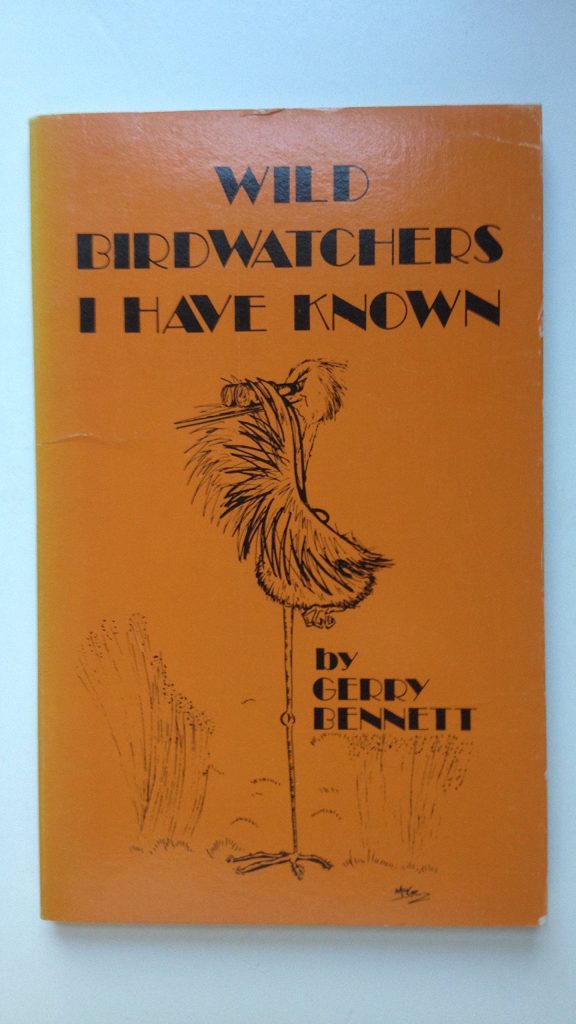 WILD
BIRDWATCHERS
I HAVE KNOWN
by
GERRY
BENNETT